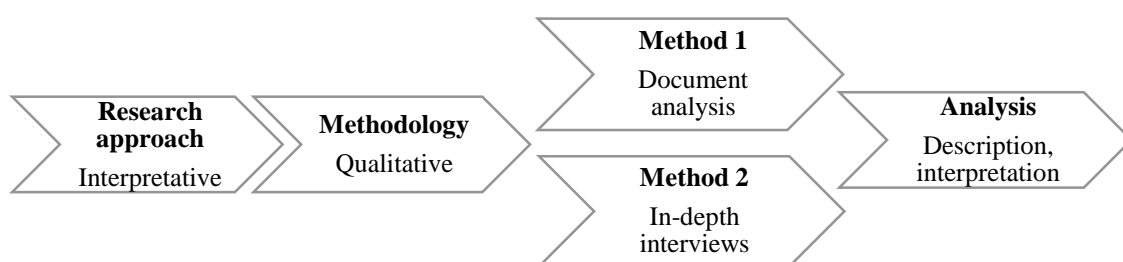 Research
approach
Interpretative
Methodology
Qualitative
Method 1
Document
analysis
Method 2
In-depth
interviews
Analysis
Description,
interpretation